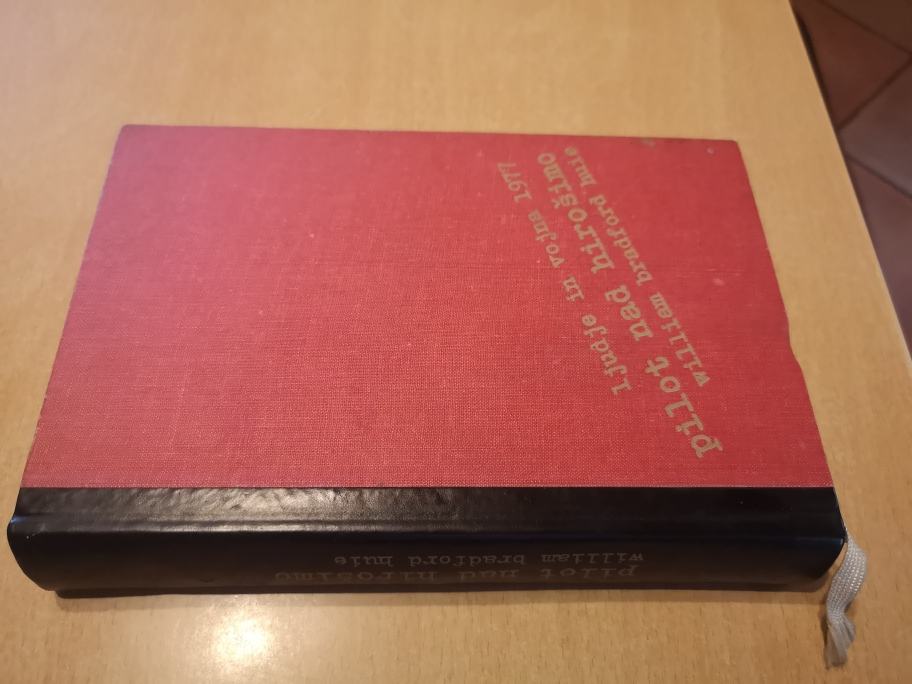 ljudje in vojna 1977
pilot nad hirošimo
william bradford huie
pilot nad hirošimo
william bradford huie